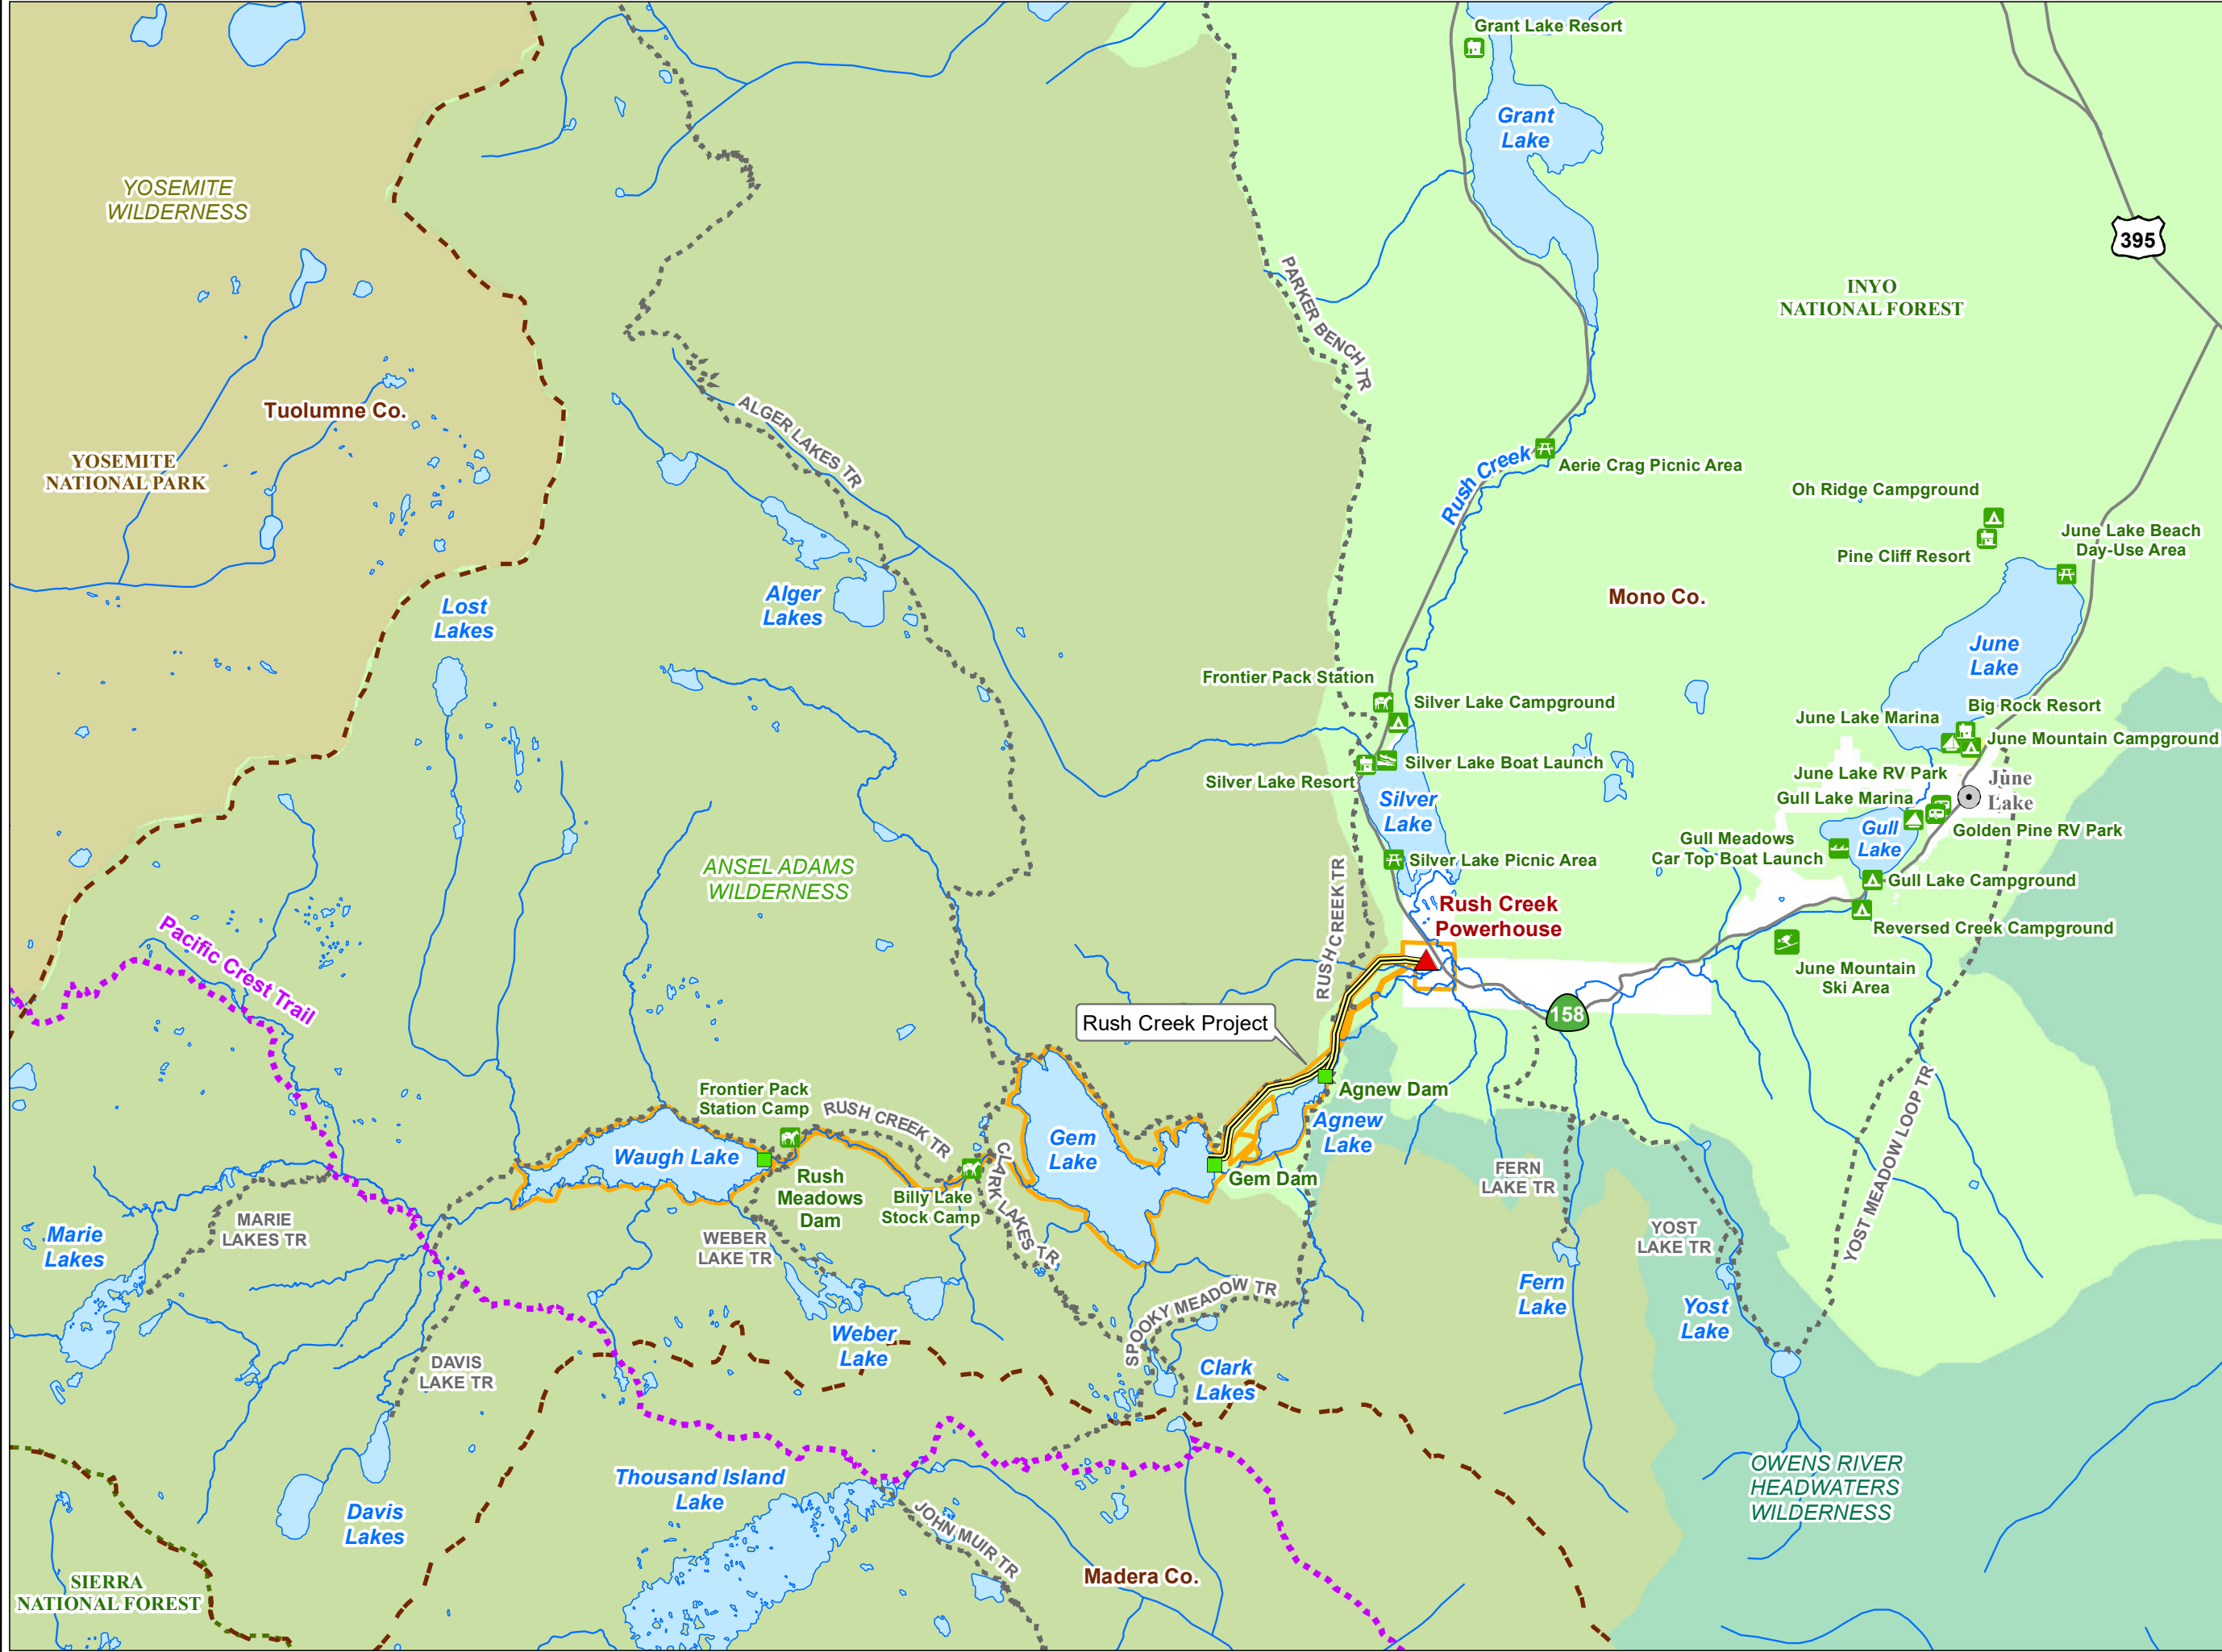 Grant Lake Resort
Grant
Lake
YOSEMITE
WILDERNESS
395
INYO
NATIONAL FOREST
PARKER BENCH TR
Tuolumne Co.
ALGER LAKES TR
YOSEMITE
NATIONAL PARK
Rush Creek
Aerie Crag Picnic Area
Oh Ridge Campground
June Lake Beach
Day-Use Area
Pine Cliff Resort
Lost
Lakes
Alger
Lakes
Mono Co.
June
Lake
Frontier Pack Station
Silver Lake Campground
Big Rock Resort
June Lake Marina
June Mountain Campground
Silver Lake Boat Launch
Silver Lake Resort
June Lake RV Park
June
Lake
Silver
Lake
Gull Lake Marina
Golden Pine RV Park
Gull
Lake
Gull Meadows
Car Top Boat Launch
Silver Lake Picnic Area
ANSEL ADAMS
WILDERNESS
Gull Lake Campground
RUSH CREEK TR
Rush Creek
Powerhouse
Reversed Creek Campground
Pacific Crest Trail
June Mountain
Ski Area
158
Rush Creek Project
Agnew Dam
Frontier Pack
Station Camp
RUSH CREEK TR
Agnew
Lake
Waugh Lake
Gem
Lake
CLARK LAKES TR
Gem Dam
FERN
LAKE TR
YOST MEADOW LOOP TR
Rush
Meadows
Dam
Billy Lake
Stock Camp
MARIE
LAKES TR
Marie
Lakes
WEBER
LAKE TR
YOST
LAKE TR
SPOOKY MEADOW TR
Fern
Lake
Yost
Lake
Weber
Lake
DAVIS
LAKE TR
Clark
Lakes
Thousand Island
Lake
Davis
Lakes
OWENS RIVER
HEADWATERS
WILDERNESS
JOHN MUIR TR
Madera Co.
SIERRA
NATIONAL FOREST